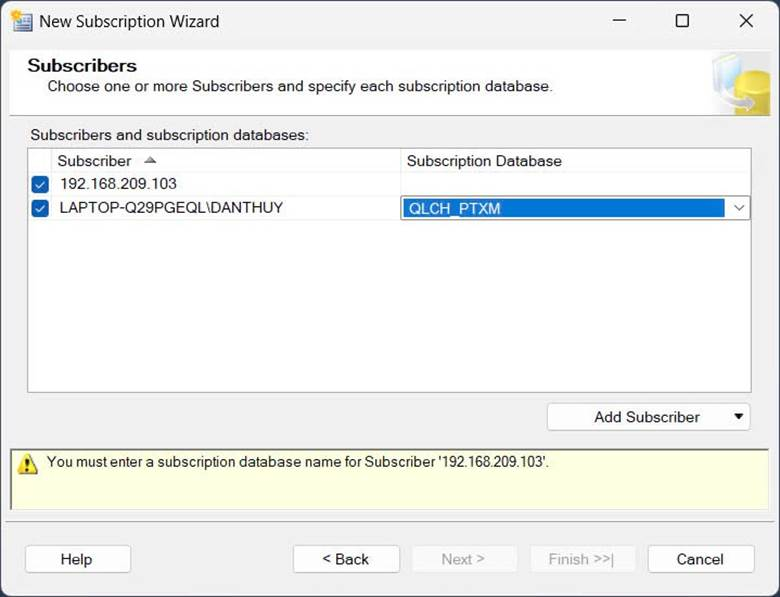 New Subscription Wizard
Subscribers
Choose one or more Subscribers and specify each subscription database.
Subscribers and subscription databases:
Subscriber Subscription Database
192.168.209.103
LAPTOP-Q29PGEQL\DANTHUY QLCH_PTXM
Add Subscriber
You must enter a subscription database name for Subscriber '192.168.209.103'.
Help < Back Next > Finish >>| Cancel